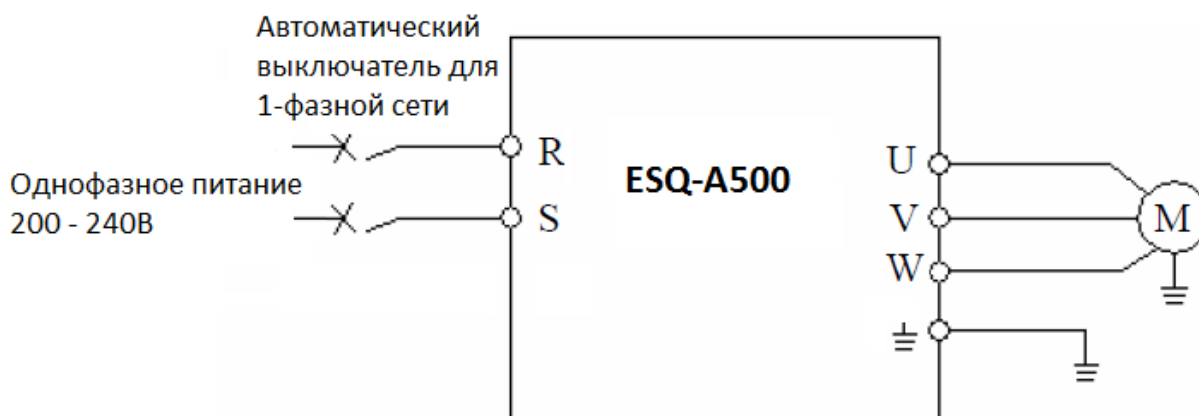 Автоматический
выключатель для
1-фазной сети
R
Однофазное питание
200 - 240В
S
ESQ-A500
U
V
W
M